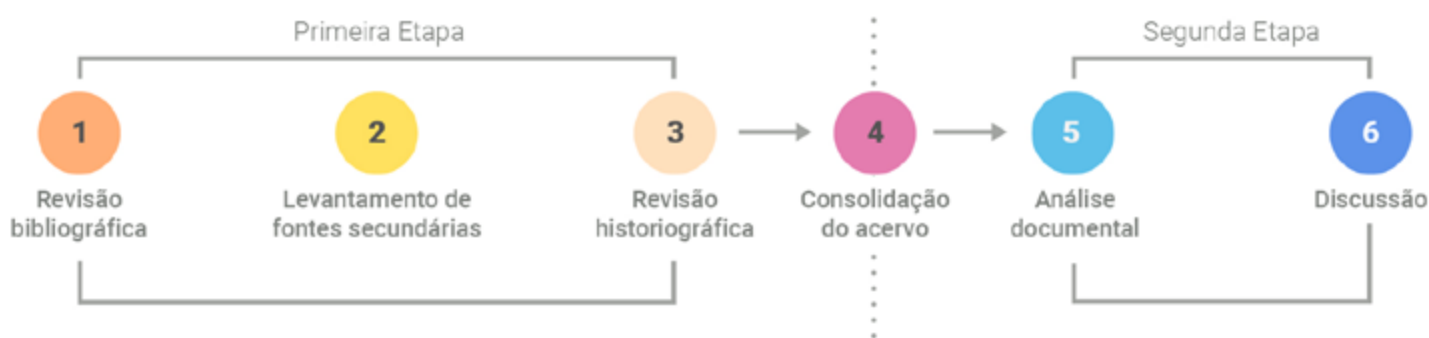 Primeira Etapa
Segunda Etapa
1
2
3
4
5
6
Revisão
bibliográfica
Levantamento de
fontes secundárias
Revisão
historiográfica
Consolidação
do acervo
Análise
documental
Discussão